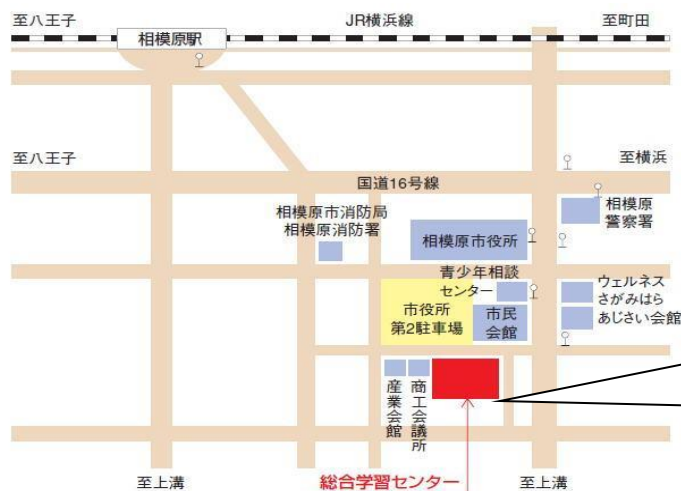 至八王子
JR横浜線
至町田
相模原駅
至八王子
至横浜
国道16号線
相模原市消防局
相模原消防署
相模原市役所
相模原
警察署
青少年相談
センター
市役所
第2駐車場
市民
会館
ウェルネス
さがみはら
あじさい会館
産業会館
商工会議所
至上溝
総合学習センター
至上溝